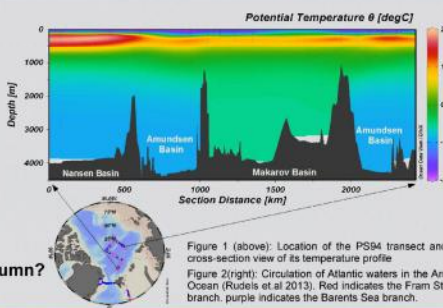 Potential Temperature θ [degC]
0
1000
2000
3000
4000
Depth [m]
Nansen Basin
Amundsen
Basin
Makarov Basin
Amundsen
Basin
0
500
1000
1500
2000
Section Distance [km]
umn?
Figure 1 (above): Location of the PS94 transect and
cross-section view of its temperature profile
Figure 2(right): Circulation of Atlantic waters in the Ar
Ocean (Rudels et.al 2013). Red indicates the Fram St
branch, purple indicates the Barents Sea branch.